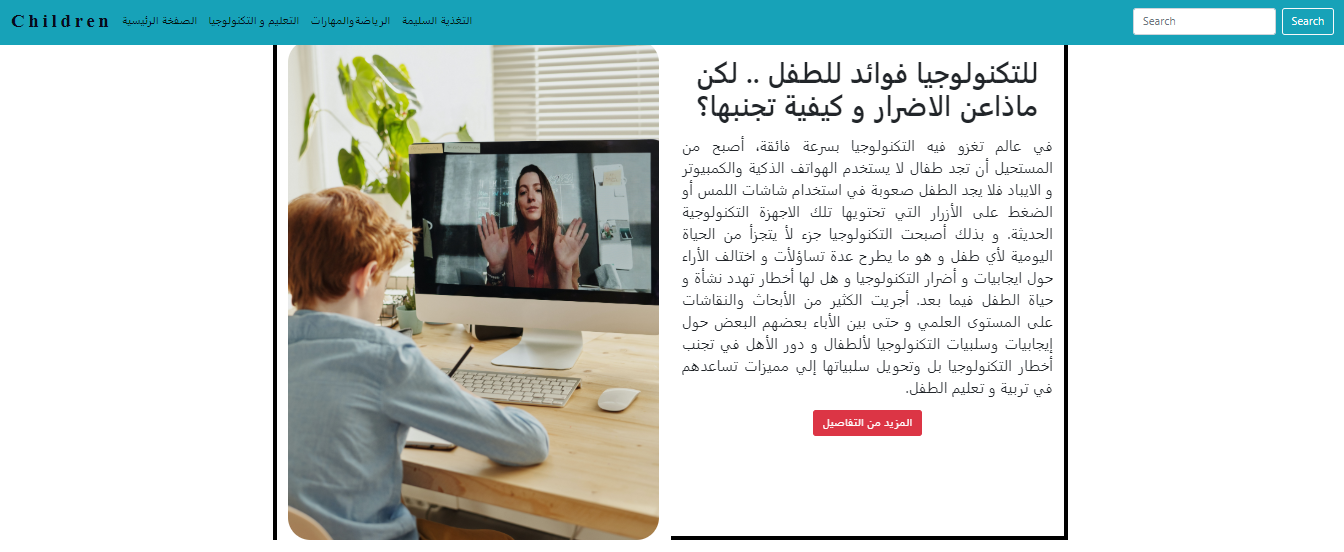 Children
الصفخة الرئيسية
التعليم و التكنولوجيا
الرياضةوالمهارات
التغذية السليمة
Search
Search
للتكنولوجيا فوائد للطفل .. لكن
ماذاعن الاضرار و كيفية تجنبها؟
في عالم تغزو فيه التكنولوجيا بسرعة فائقة، أصبح من
المستحيل أن تجد طفال لا يستخدم الهواتف الذكية والكمبيوتر
و الايباد فلا يجد الطفل صعوبة في استخدام شاشات اللمس أو
الضغط على الأزرار التي تحتويها تلك الاجهزة التكنولوجية
الحديثة. و بذلك أصبحت التكنولوجيا جزء لأ يتجزأ من الحياة
اليومية لأي طفل و هو ما يطرح عدة تساؤلأت و اختالف الأراء
حول ايجابيات و أضرار التكنولوجيا و هل لها أخطار تهدد نشأة و
حياة الطفل فيما بعد. أجريت الكثير من الأبحاث والنقاشات
على المستوى العلمي و حتى بين الأباء بعضهم البعض حول
إيجابيات وسلبيات التكنولوجيا لألطفال و دور الأهل في تجنب
أخطار التكنولوجيا بل وتحويل سلبياتها إلي مميزات تساعدهم
في تربية و تعليم الطفل.
المزيد من التفاصيل